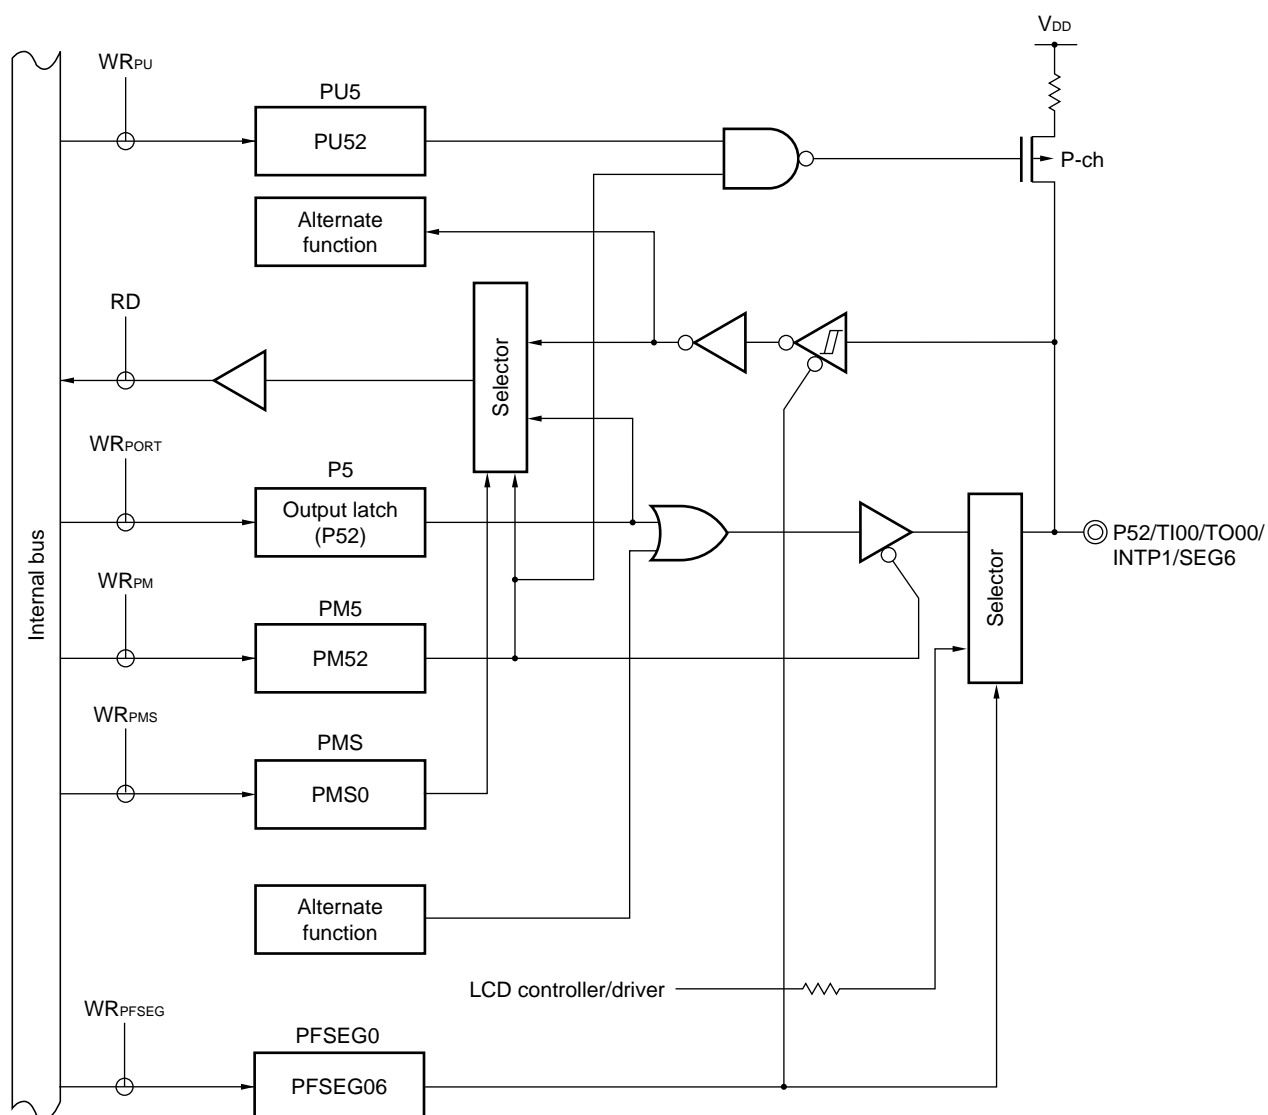 VDD
WRPU
PU5
PU52
P-ch
Alternate
function
RD
Selector
WRPORT
P5
Output latch
(P52)
P52/TI00/TO00/
INTP1/SEG6
Internal bus
WRPM
Selector
PM5
PM52
WRPMS
PMS
PMS0
Alternate
function
LCD controller/driver
WRPFSEG
PFSEG0
PFSEG06